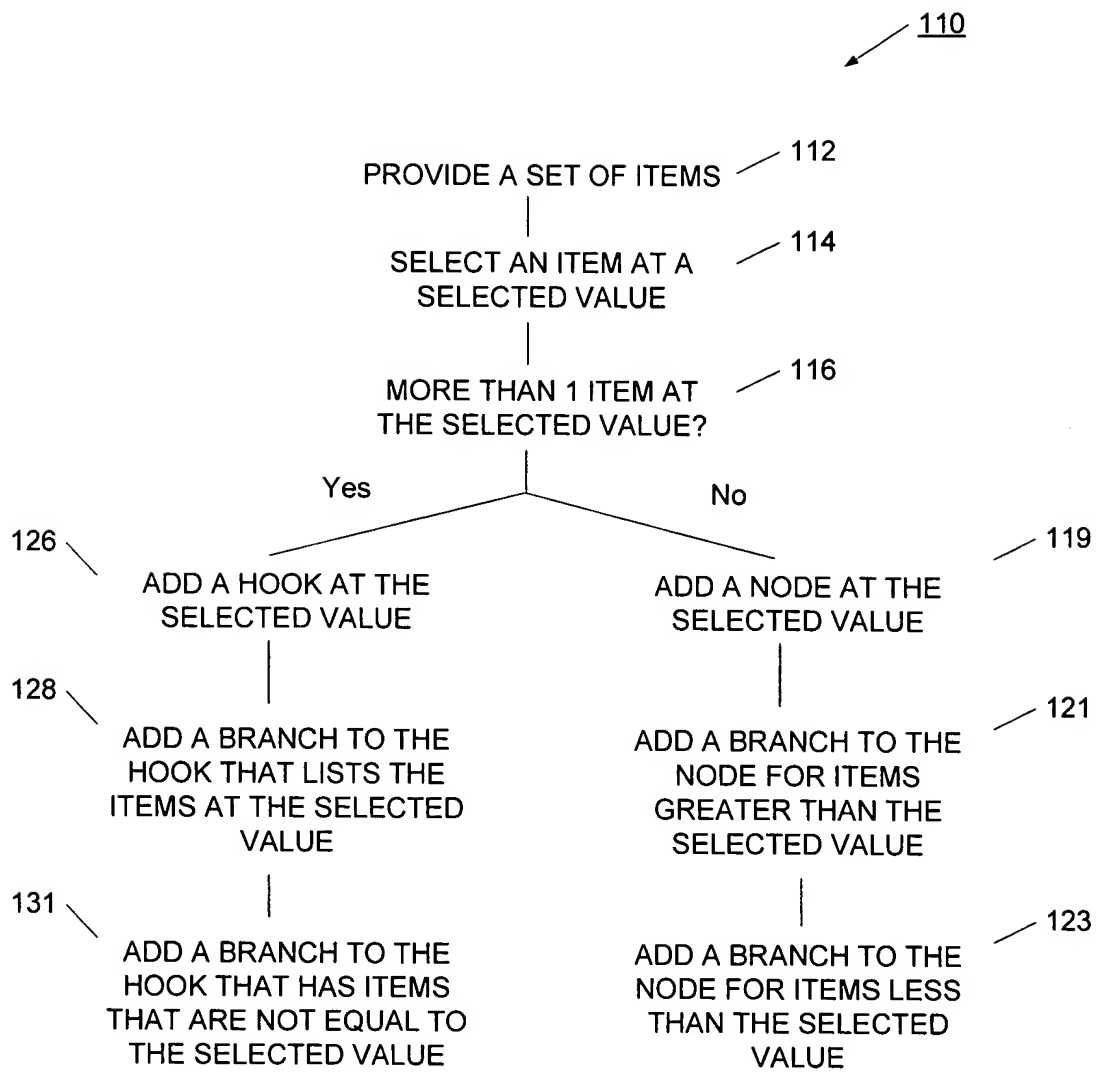 110
PROVIDE A SET OF ITEMS
112
SELECT AN ITEM AT A
SELECTED VALUE
114
MORE THAN 1 ITEM AT
THE SELECTED VALUE?
116
Yes
No
126
ADD A HOOK AT THE
SELECTED VALUE
119
ADD A NODE AT THE
SELECTED VALUE
128
ADD A BRANCH TO THE
HOOK THAT LISTS THE
ITEMS AT THE SELECTED
VALUE
121
ADD A BRANCH TO THE
NODE FOR ITEMS
GREATER THAN THE
SELECTED VALUE
131
ADD A BRANCH TO THE
HOOK THAT HAS ITEMS
THAT ARE NOT EQUAL TO
THE SELECTED VALUE
123
ADD A BRANCH TO THE
NODE FOR ITEMS LESS
THAN THE SELECTED
VALUE